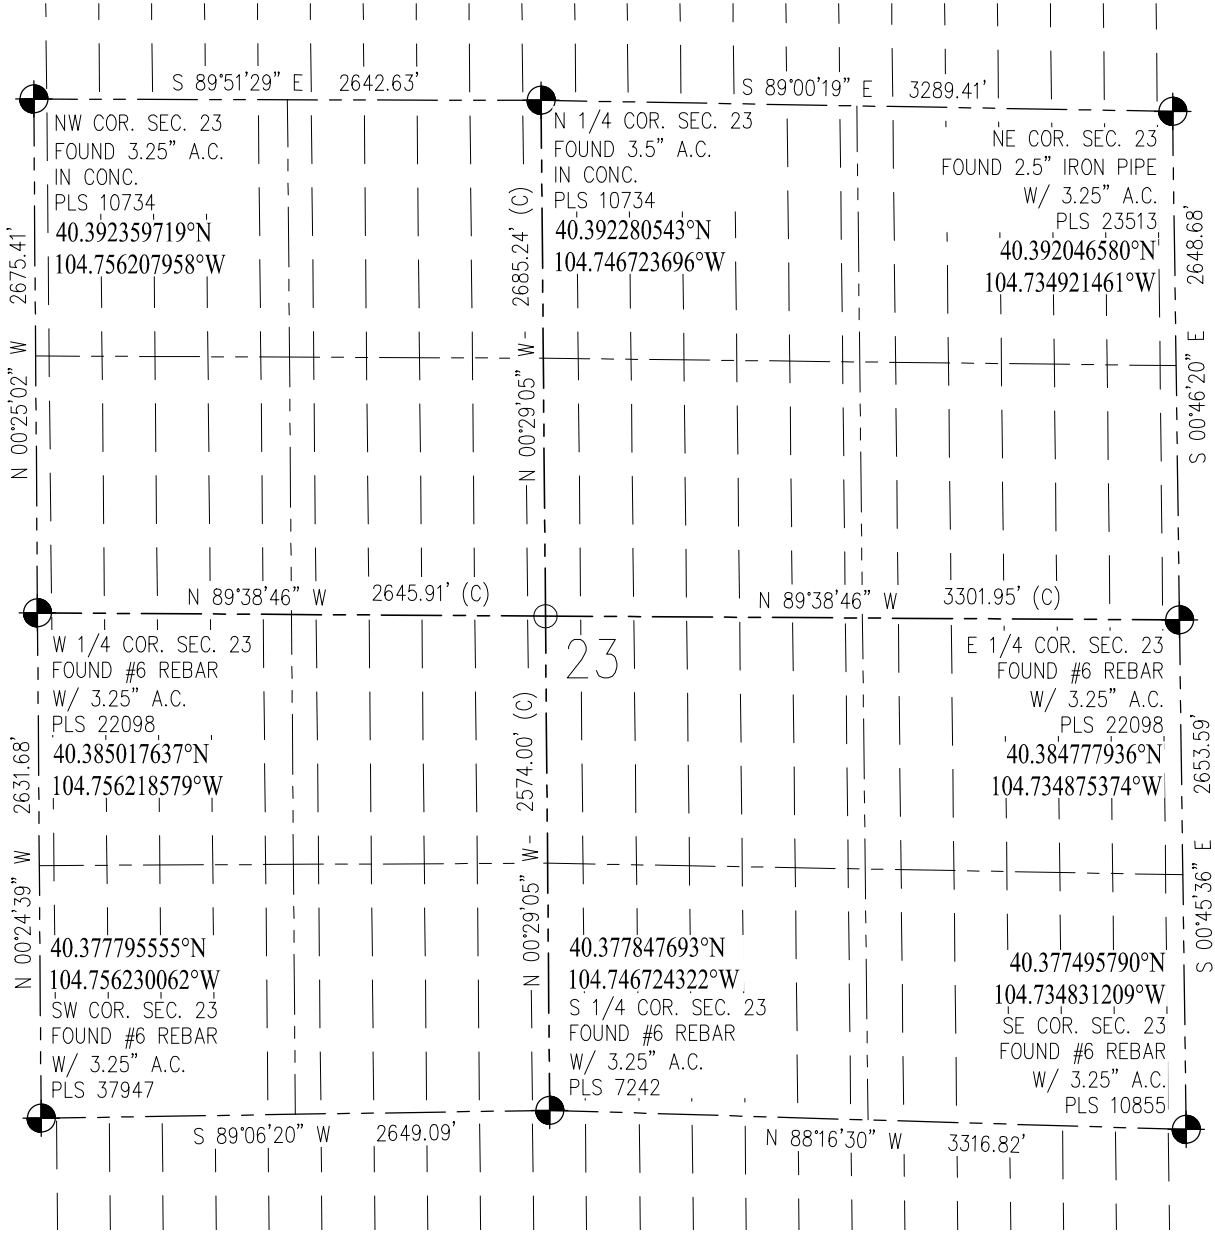 S 89°51'29" E 2642.63'
S 89°00'19" E 3289.41'
NW COR. SEC. 23
FOUND 3.25" A.C.
IN CONC.
PLS 10734
40.392359719°N
104.756207958°W
N 1/4 COR. SEC. 23
FOUND 3.5" A.C.
IN CONC.
PLS 10734
40.392280543°N
104.746723696°W
NE COR. SEC. 23
FOUND 2.5" IRON PIPE
W/ 3.25" A.C.
PLS 23513
40.392046580°N
104.734921461°W
N 00°25'02" W 2675.41'
N 00°29'05" W 2685.24' (C)
S 00°46'20" E 2648.68'
N 89°38'46" W 2645.91' (C)
N 89°38'46" W 3301.95' (C)
23
W 1/4 COR. SEC. 23
FOUND #6 REBAR
W/ 3.25" A.C.
PLS 22098
40.385017637°N
104.756218579°W
E 1/4 COR. SEC. 23
FOUND #6 REBAR
W/ 3.25" A.C.
PLS 22098
40.384777936°N
104.734875374°W
N 00°24'39" W 2631.68'
N 00°29'05" W 2574.00' (C)
S 00°45'36" E 2653.59'
40.377795555°N
104.756230062°W
SW COR. SEC. 23
FOUND #6 REBAR
W/ 3.25" A.C.
PLS 37947
40.377847693°N
104.746724322°W
S 1/4 COR. SEC. 23
FOUND #6 REBAR
W/ 3.25" A.C.
PLS 7242
40.377495790°N
104.734831209°W
SE COR. SEC. 23
FOUND #6 REBAR
W/ 3.25" A.C.
PLS 10855
S 89°06'20" W 2649.09'
N 88°16'30" W 3316.82'